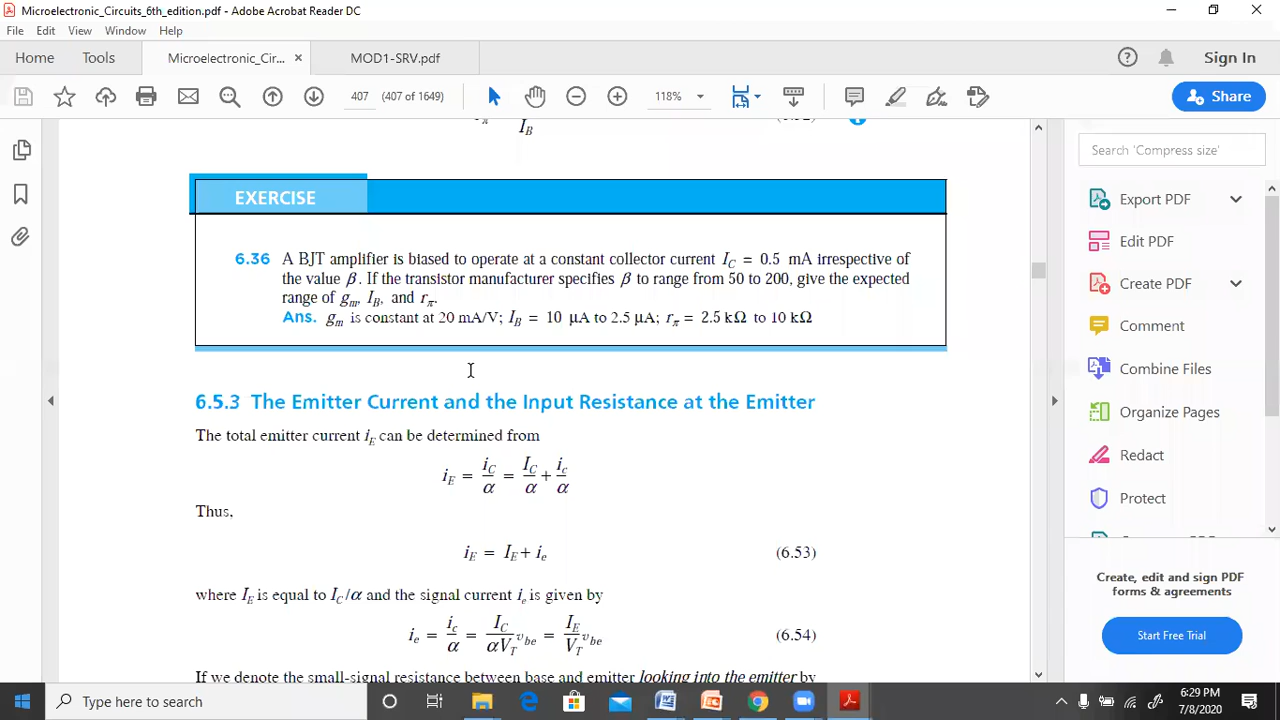 Microelectronic_Circuits_6th_edition.pdf - Adobe Acrobat Reader DC
File Edit View Window Help
Home Tools Microelectronic_Cir... × MOD1-SRV.pdf Sign In
407 (407 of 1649) 118% Share
I_B
EXERCISE
6.36 A BJT amplifier is biased to operate at a constant collector current I_C = 0.5 mA irrespective of
the value β. If the transistor manufacturer specifies β to range from 50 to 200, give the expected
range of g_m, I_B, and r_π.
Ans. g_m is constant at 20 mA/V; I_B = 10 μA to 2.5 μA; r_π = 2.5 kΩ to 10 kΩ
6.5.3 The Emitter Current and the Input Resistance at the Emitter
The total emitter current i_E can be determined from
i_E = i_C/α = I_C/α + i_c/α
Thus,
i_E = I_E + i_e (6.53)
where I_E is equal to I_C/α and the signal current i_e is given by
i_e = i_c/α = I_C/αV_T v_be = I_E/V_T v_be (6.54)
If we denote the small-signal resistance between base and emitter looking into the emitter by
Search 'Compress size'
Export PDF
Edit PDF
Create PDF
Comment
Combine Files
Organize Pages
Redact
Protect
Create, edit and sign PDF
forms & agreements
Start Free Trial
Type here to search
6:29 PM
7/8/2020